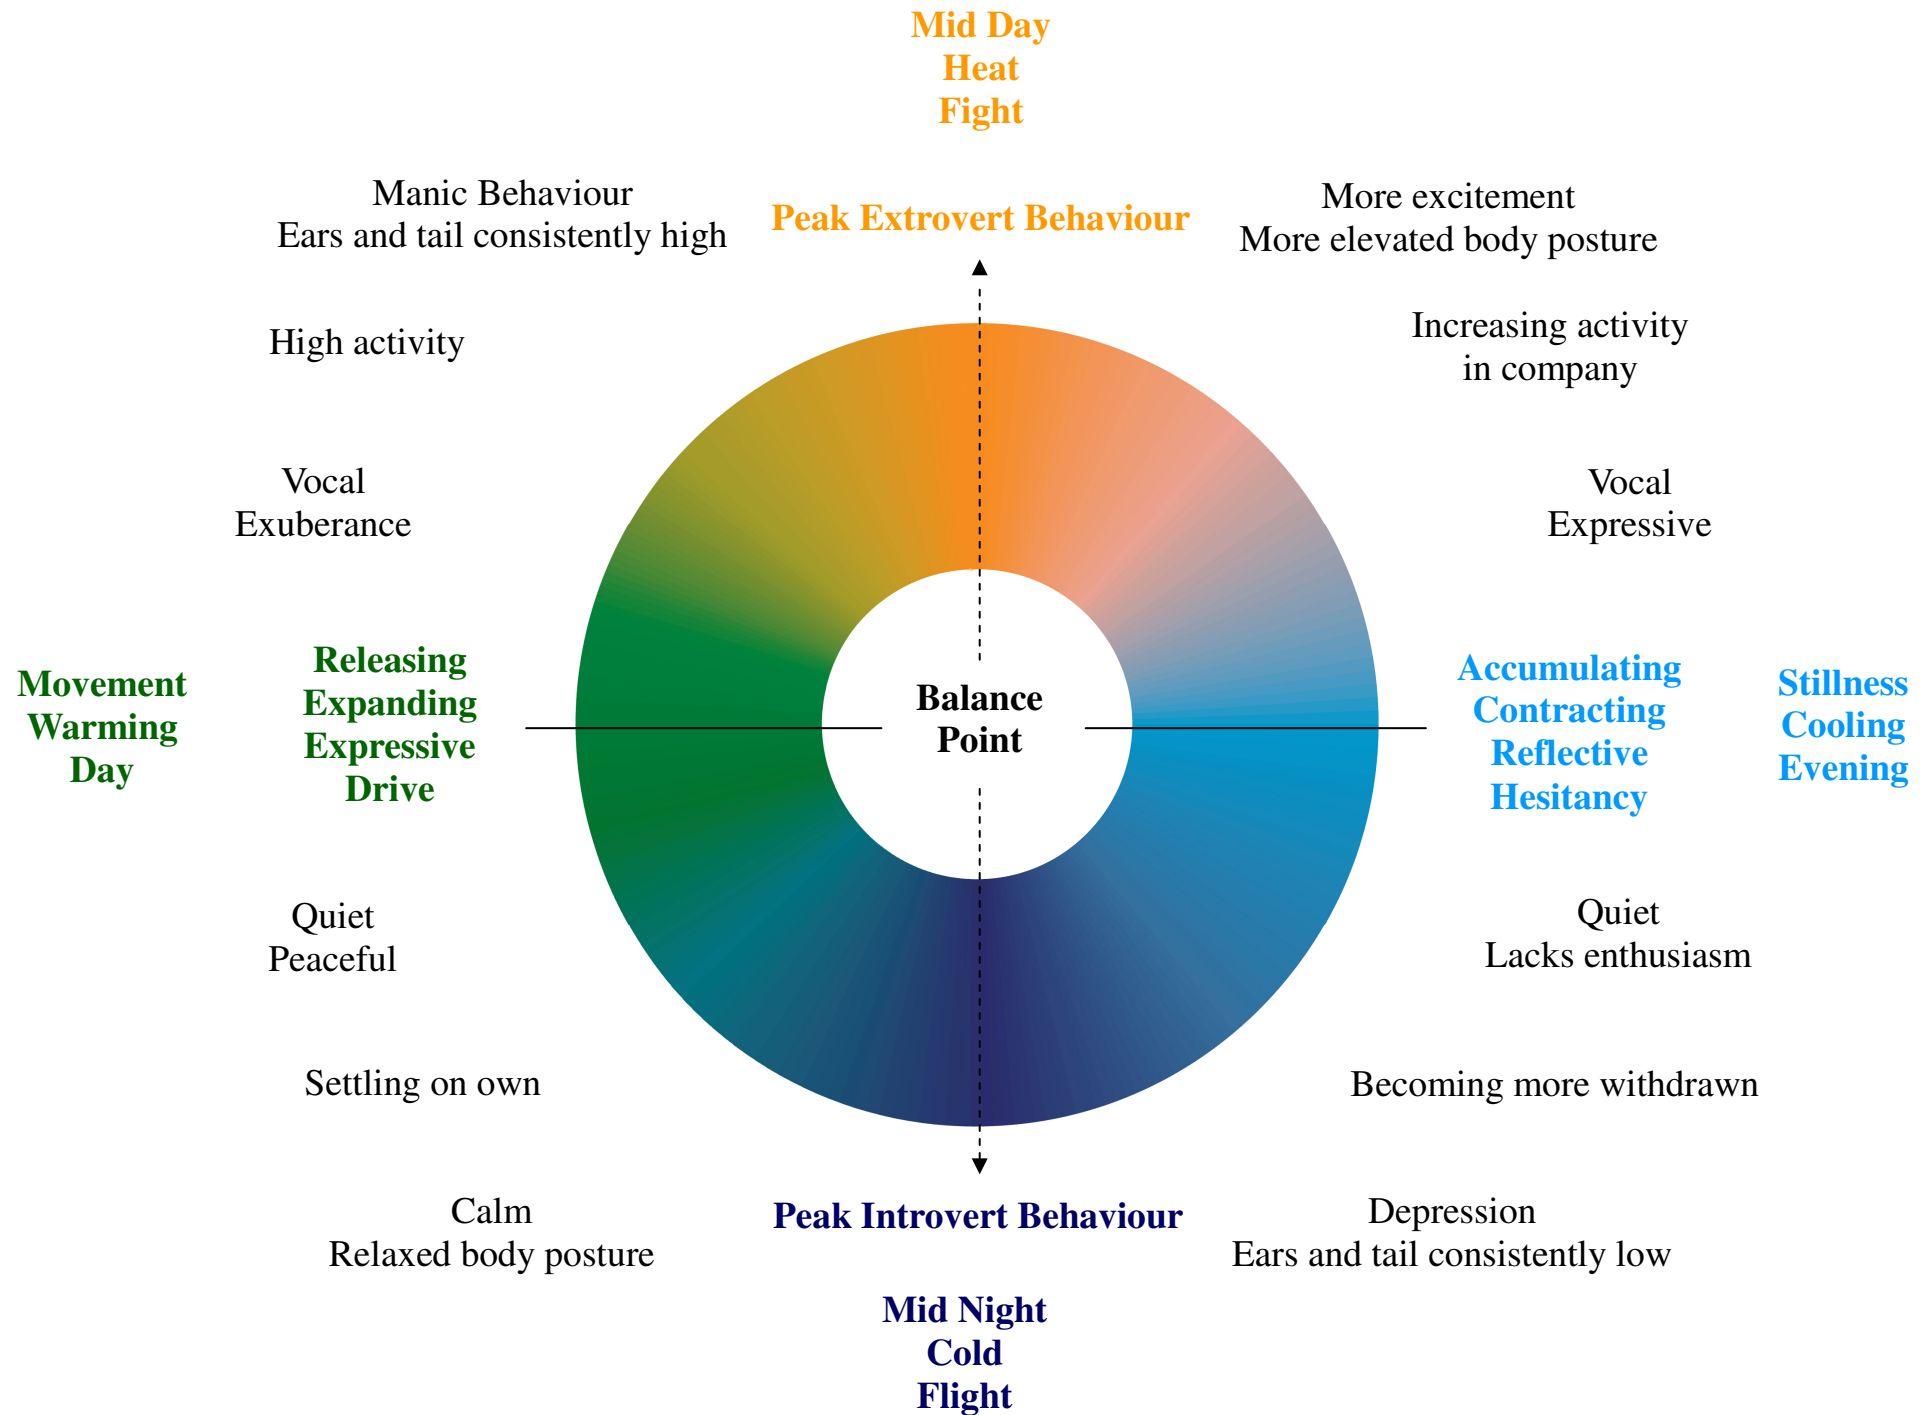 Mid Day
Heat
Fight
Manic Behaviour
Ears and tail consistently high
Peak Extrovert Behaviour
More excitement
More elevated body posture
High activity
Increasing activity
in company
Vocal
Exuberance
Vocal
Expressive
Movement
Warming
Day
Releasing
Expanding
Expressive
Drive
Balance
Point
Accumulating
Contracting
Reflective
Hesitancy
Stillness
Cooling
Evening
Quiet
Peaceful
Quiet
Lacks enthusiasm
Settling on own
Becoming more withdrawn
Calm
Relaxed body posture
Peak Introvert Behaviour
Depression
Ears and tail consistently low
Mid Night
Cold
Flight